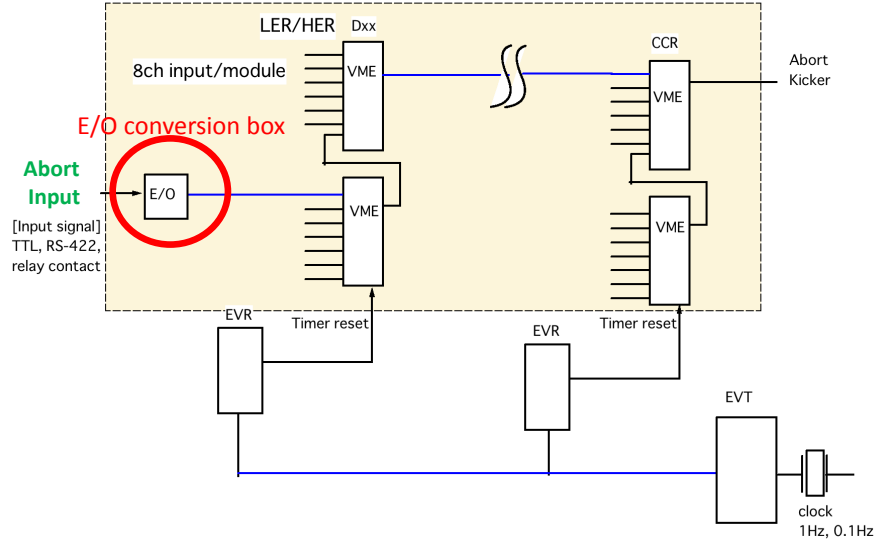 LER/HER
Dxx
8ch input/module
VME
CCR
VME
Abort
Kicker
E/O conversion box
Abort
Input
E/O
[Input signal]
TTL, RS-422,
relay contact
VME
VME
EVR
Timer reset
EVR
Timer reset
EVT
clock
1Hz, 0.1Hz